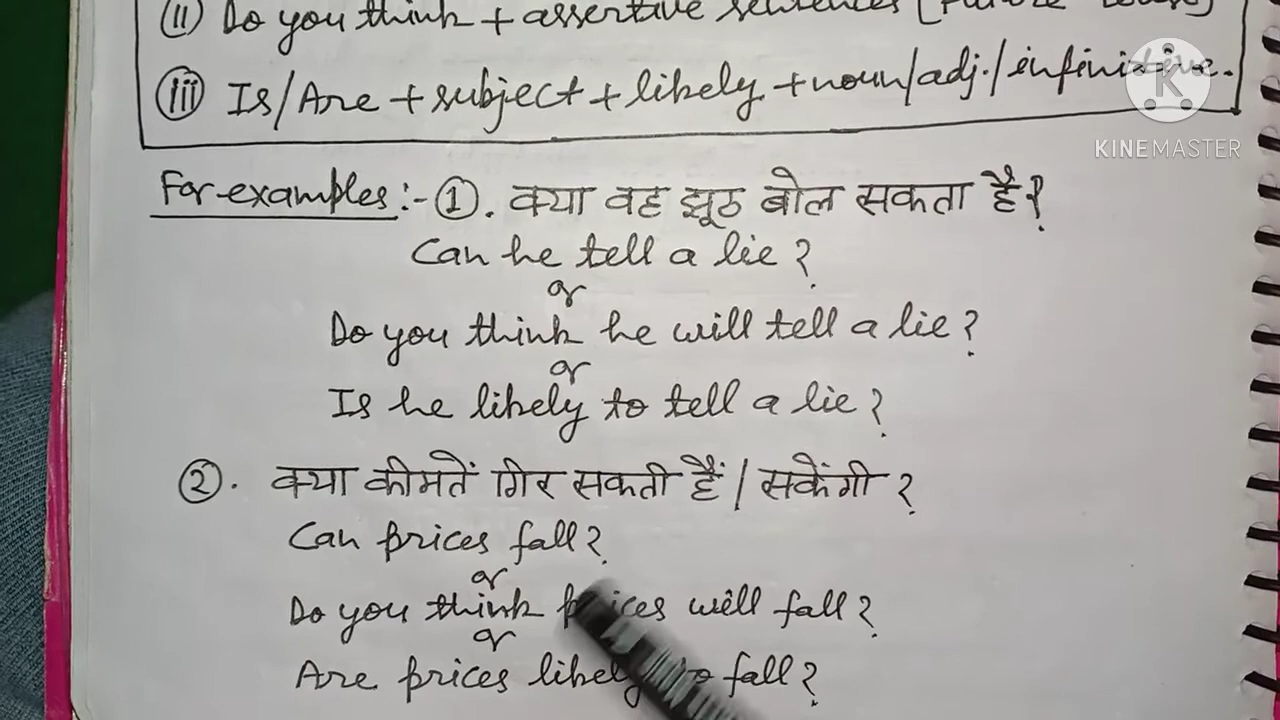 (ii) Do you think + assertive sentences [Future tense]
(iii) Is/Are + subject + likely + noun/adj./infinitive.
KINEMASTER
For examples:- ①. क्या वह झूठ बोल सकता है?
Can he tell a lie?
or
Do you think he will tell a lie?
or
Is he likely to tell a lie?
②. क्या कीमतें गिर सकती हैं/सकेंगी?
Can prices fall?
or
Do you think prices will fall?
or
Are prices likely to fall?